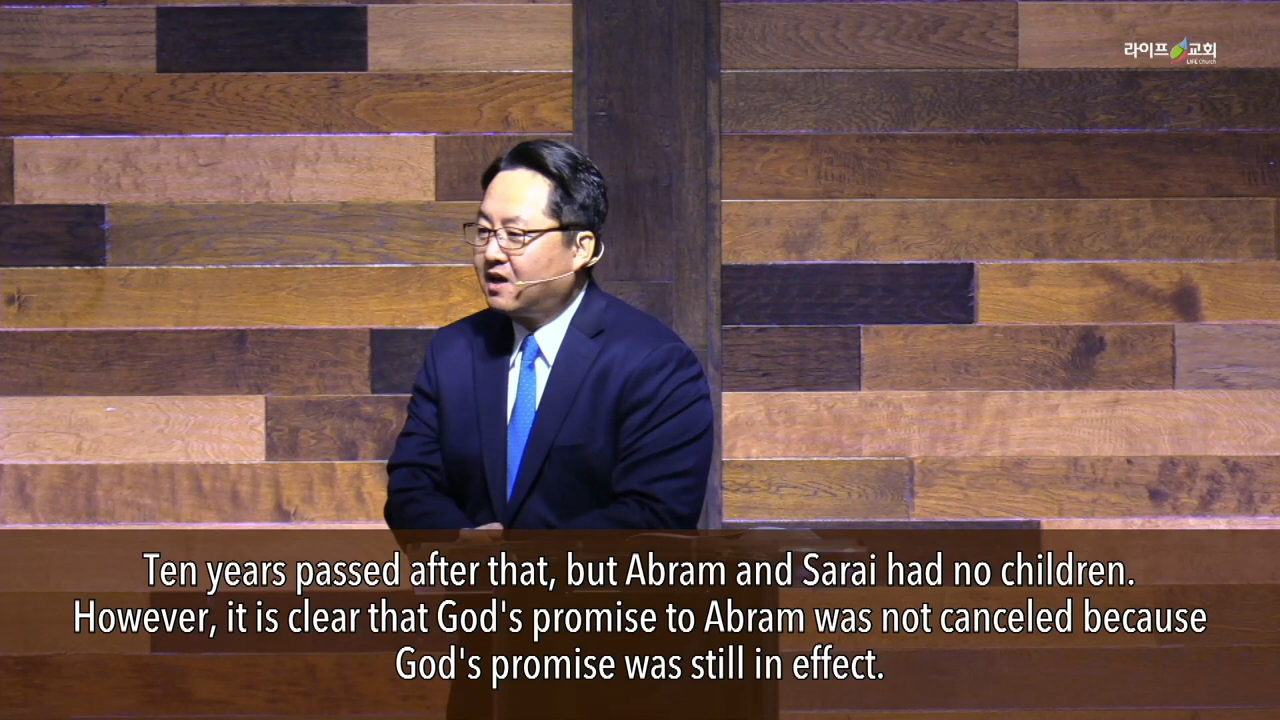 라이프 교회
LIFE Church
Ten years passed after that, but Abram and Sarai had no children.
However, it is clear that God's promise to Abram was not canceled because
God's promise was still in effect.